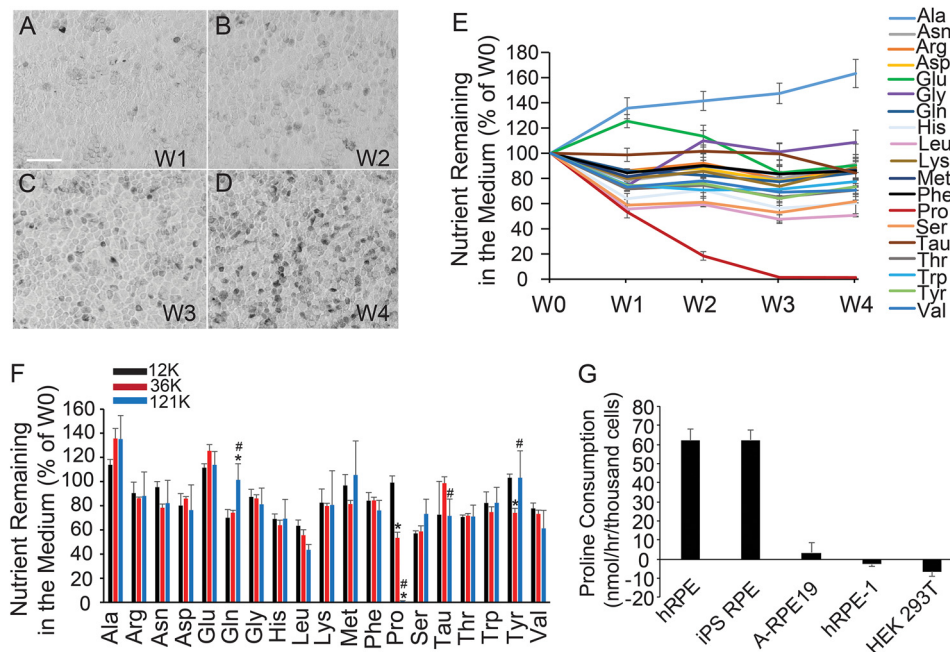 A
W1
B
W2
C
W3
D
W4
E
Nutrient Remaining
in the Medium (% of W0)
180
160
140
120
100
80
60
40
20
0
W0 W1 W2 W3 W4
Ala
Asn
Arg
Asp
Glu
Gly
Gln
His
Leu
Lys
Met
Phe
Pro
Ser
Tau
Thr
Trp
Tyr
Val
F
12K
36K
121K
Nutrient Remaining
in the Medium (% of W0)
160
140
120
100
80
60
40
20
0
#
*
*
#
*
#
#
*
Ala Arg Asn Asp Glu Gln Gly His Leu Lys Met Phe Pro Ser Tau Thr Trp Tyr Val
G
Proline Consumption
(nmol/hr/thousand cells)
80
70
60
50
40
30
20
10
0
-10
-20
hRPE iPS RPE A-RPE19 hRPE-1 HEK 293T